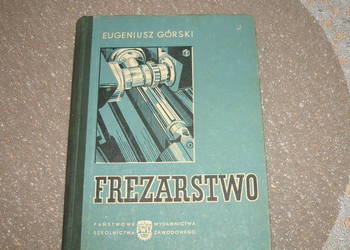 EUGENIUSZ GÓRSKI
FREZARSTWO
PAŃSTWOWE WYDAWNICTWA
SZKOLNICTWA ZAWODOWEGO